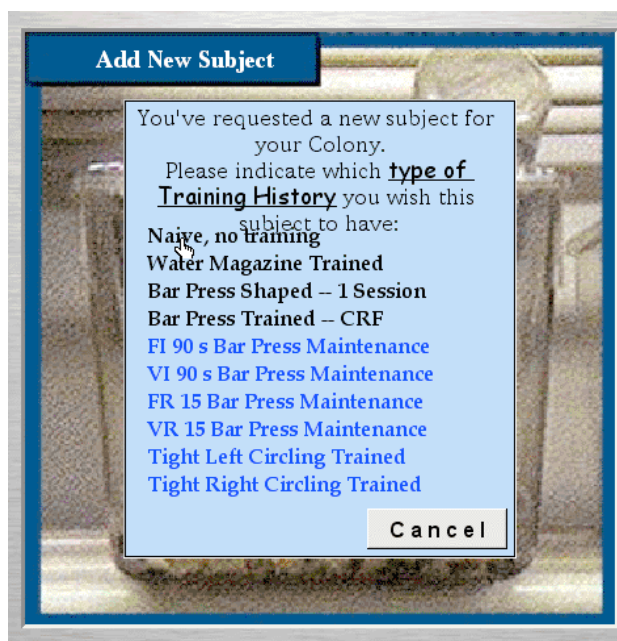 Add New Subject
You've requested a new subject for
your Colony.
Please indicate which type of
Training History you wish this
subject to have:
Naive, no training
Water Magazine Trained
Bar Press Shaped -- 1 Session
Bar Press Trained -- CRF
FI 90 s Bar Press Maintenance
VI 90 s Bar Press Maintenance
FR 15 Bar Press Maintenance
VR 15 Bar Press Maintenance
Tight Left Circling Trained
Tight Right Circling Trained
Cancel